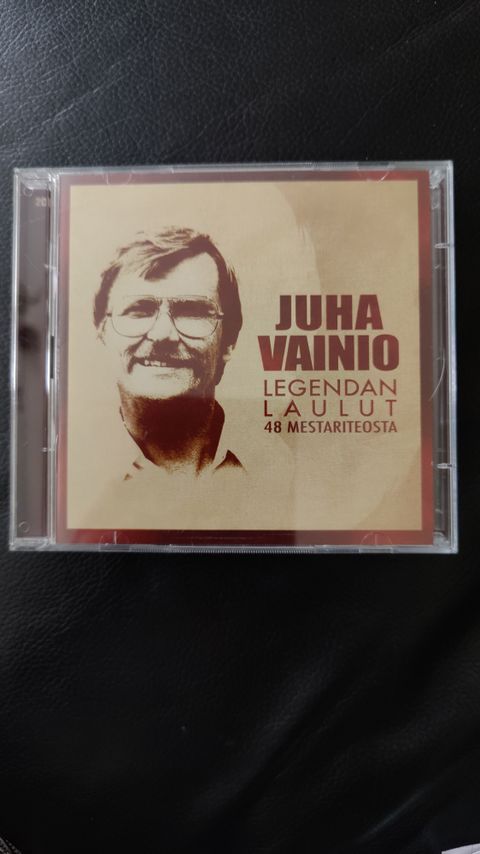 JUHA
VAINIO
LEGENDAN
LAULUT
48 MESTARITEOSTA